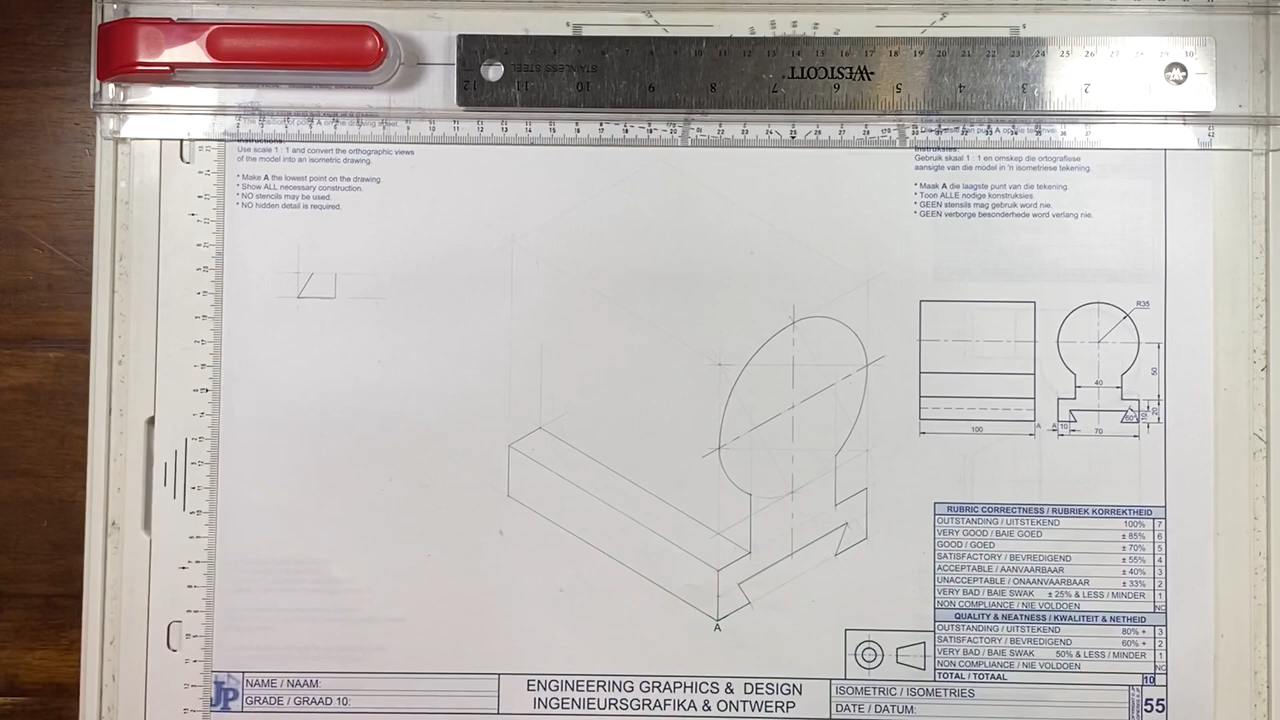 STAINLESS STEEL
WESTCOTT
Instructions:
Use scale 1 : 1 and convert the orthographic views
of the model into an isometric drawing.
* Make A the lowest point on the drawing.
* Show ALL necessary construction.
* NO stencils may be used.
* NO hidden detail is required.
Instruksies:
Gebruik skaal 1 : 1 en omskep die ortografiese
aansigte van die model in 'n isometriese tekening.
* Maak A die laagste punt van die tekening.
* Toon ALLE nodige konstruksies.
* GEEN stensils mag gebruik word nie.
* GEEN verborge besonderhede word verlang nie.
R35
50
40
20
10
60°
100
A
A
10
70
A
RUBRIC CORRECTNESS / RUBRIEK KORREKTHEID
OUTSTANDING / UITSTEKEND 100% 7
VERY GOOD / BAIE GOED ± 85% 6
GOOD / GOED ± 70% 5
SATISFACTORY / BEVREDIGEND ± 55% 4
ACCEPTABLE / AANVAARBAAR ± 40% 3
UNACCEPTABLE / ONAANVAARBAAR ± 33% 2
VERY BAD / BAIE SWAK ± 25% & LESS / MINDER 1
NON COMPLIANCE / NIE VOLDOEN NC
QUALITY & NEATNESS / KWALITEIT & NETHEID
OUTSTANDING / UITSTEKEND 80% + 3
SATISFACTORY / BEVREDIGEND 60% + 2
VERY BAD / BAIE SWAK 50% & LESS / MINDER 1
NON COMPLIANCE / NIE VOLDOEN NC
TOTAL / TOTAAL 10
JP
NAME / NAAM:
GRADE / GRAAD 10:
ENGINEERING GRAPHICS & DESIGN
INGENIEURSGRAFIKA & ONTWERP
ISOMETRIC / ISOMETRIES
DATE / DATUM:
55